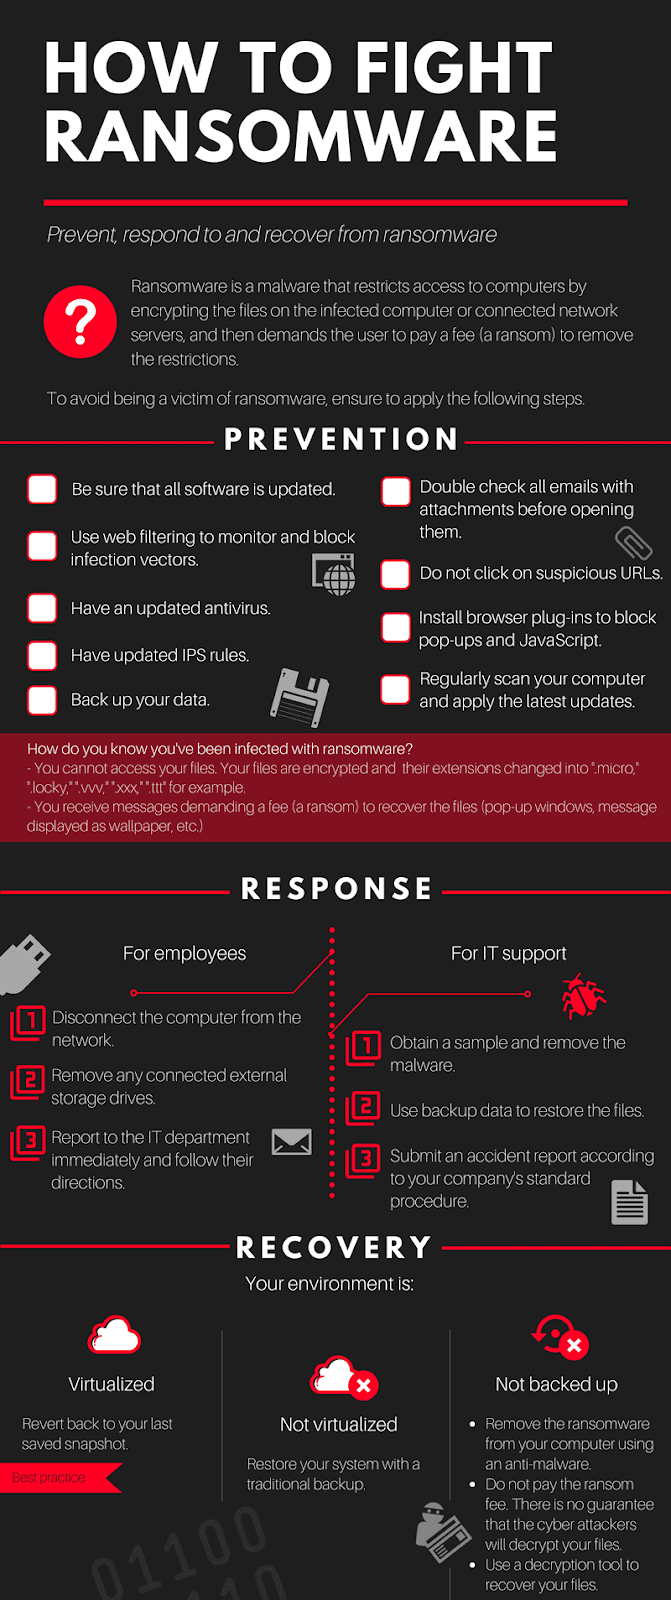 HOW TO FIGHT
RANSOMWARE
Prevent, respond to and recover from ransomware
?
Ransomware is a malware that restricts access to computers by
encrypting the files on the infected computer or connected network
servers, and then demands the user to pay a fee (a ransom) to remove
the restrictions.
To avoid being a victim of ransomware, ensure to apply the following steps.
PREVENTION
Be sure that all software is updated.
Use web filtering to monitor and block
infection vectors.
Have an updated antivirus.
Have updated IPS rules.
Back up your data.
Double check all emails with
attachments before opening
them.
Do not click on suspicious URLs.
Install browser plug-ins to block
pop-ups and JavaScript.
Regularly scan your computer
and apply the latest updates.
How do you know you've been infected with ransomware?
- You cannot access your files. Your files are encrypted and their extensions changed into ".micro,"
".locky," ".vvv," ".xxx," ".ttt" for example.
- You receive messages demanding a fee (a ransom) to recover the files (pop-up windows, message
displayed as wallpaper, etc.)
RESPONSE
For employees
1 Disconnect the computer from the
network.
2 Remove any connected external
storage drives.
3 Report to the IT department
immediately and follow their
directions.
For IT support
1 Obtain a sample and remove the
malware.
2 Use backup data to restore the files.
3 Submit an accident report according
to your company's standard
procedure.
RECOVERY
Your environment is:
Virtualized
Revert back to your last
saved snapshot.
Best practice
Not virtualized
Restore your system with a
traditional backup.
Not backed up
• Remove the ransomware
from your computer using
an anti-malware.
• Do not pay the ransom
fee. There is no guarantee
that the cyber attackers
will decrypt your files.
• Use a decryption tool to
recover your files.
01100
110